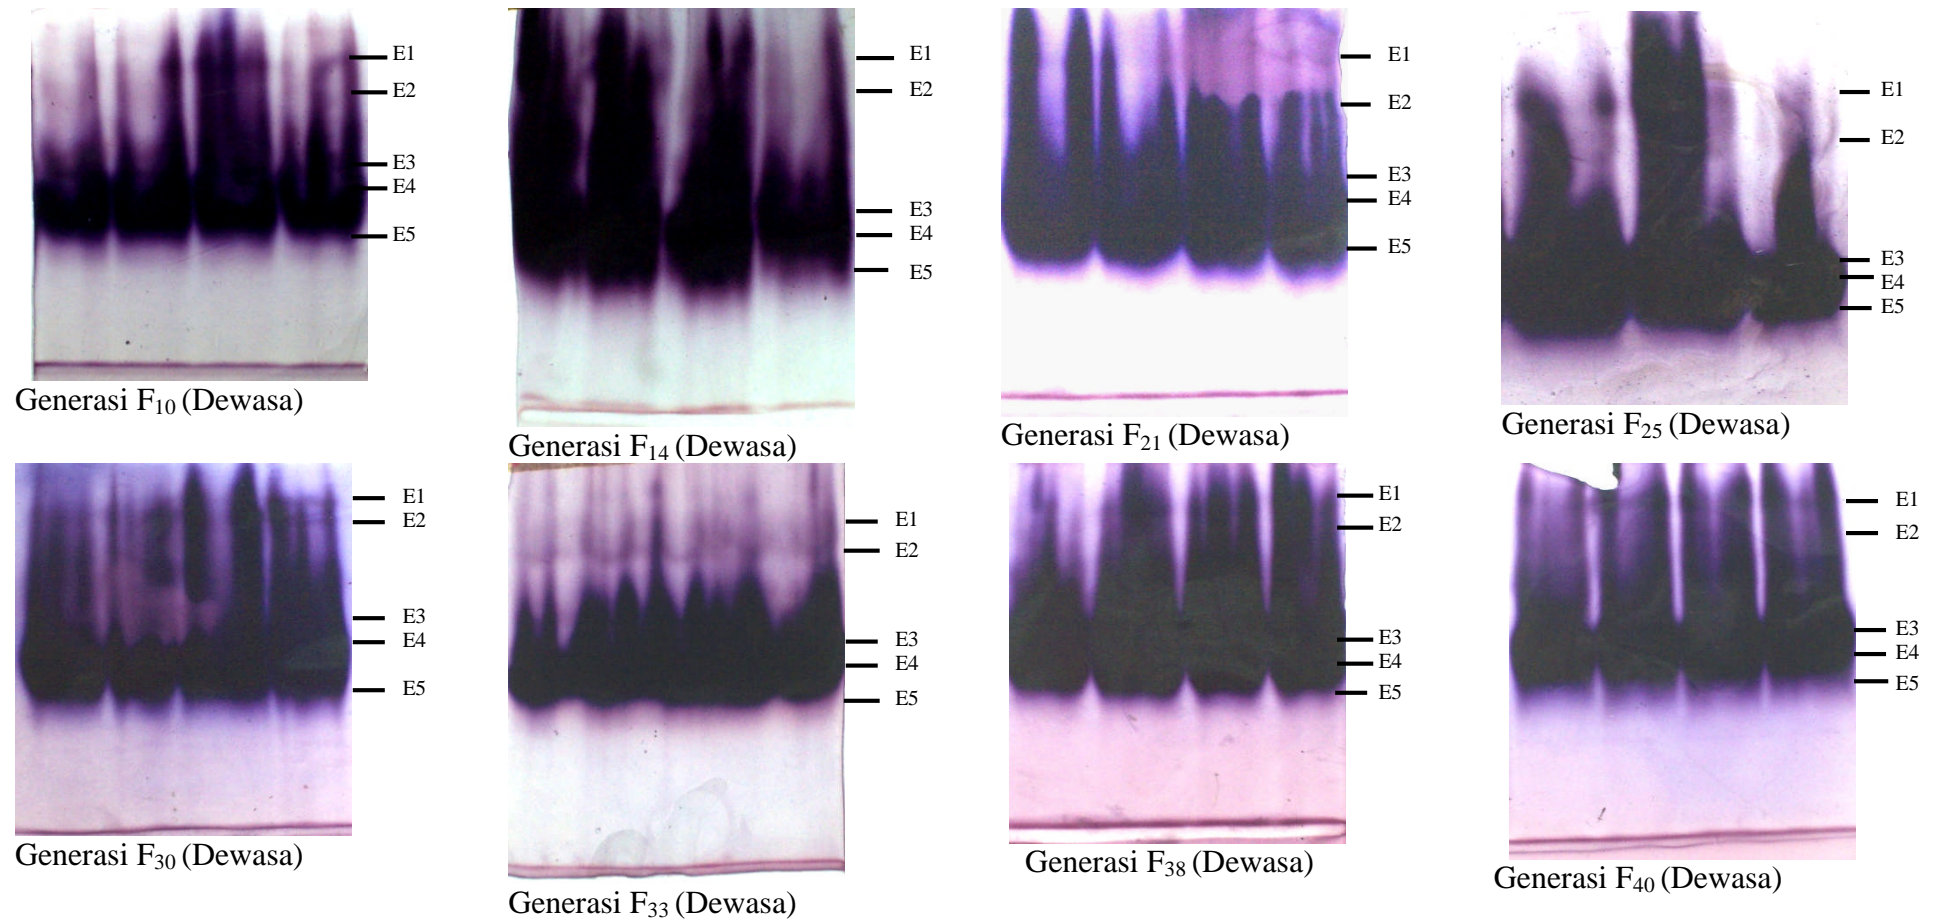 E1
E2
E3
E4
E5
Generasi F₁₀ (Dewasa)
E1
E2
E3
E4
E5
Generasi F₁₄ (Dewasa)
E1
E2
E3
E4
E5
Generasi F₂₁ (Dewasa)
E1
E2
E3
E4
E5
Generasi F₂₅ (Dewasa)
E1
E2
E3
E4
E5
Generasi F₃₀ (Dewasa)
E1
E2
E3
E4
E5
Generasi F₃₃ (Dewasa)
E1
E2
E3
E4
E5
Generasi F₃₈ (Dewasa)
E1
E2
E3
E4
E5
Generasi F₄₀ (Dewasa)